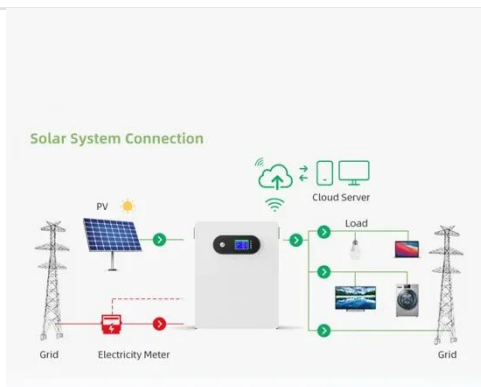 Solar System Connection
Cloud Server
PV
Load
Grid
Electricity Meter
Grid